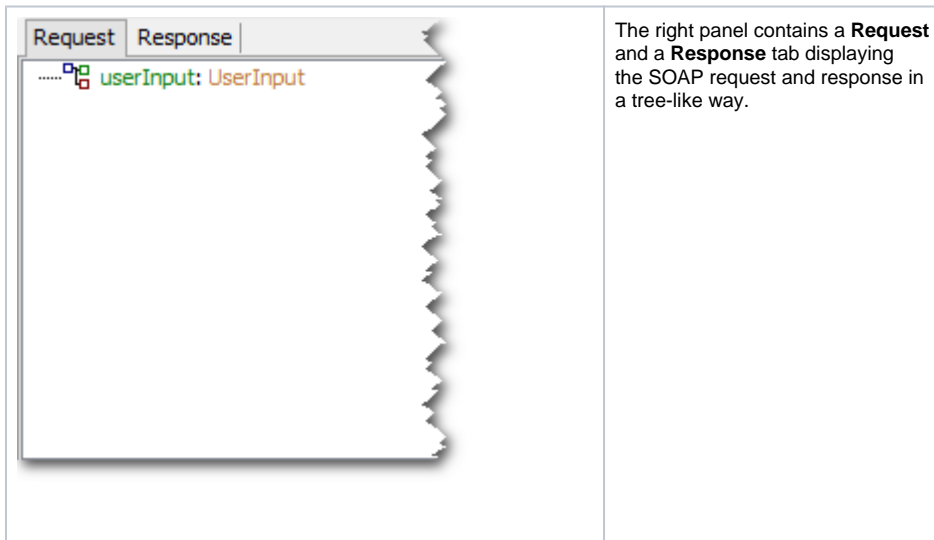 Request Response
userInput: UserInput
The right panel contains a Request
and a Response tab displaying
the SOAP request and response in
a tree-like way.